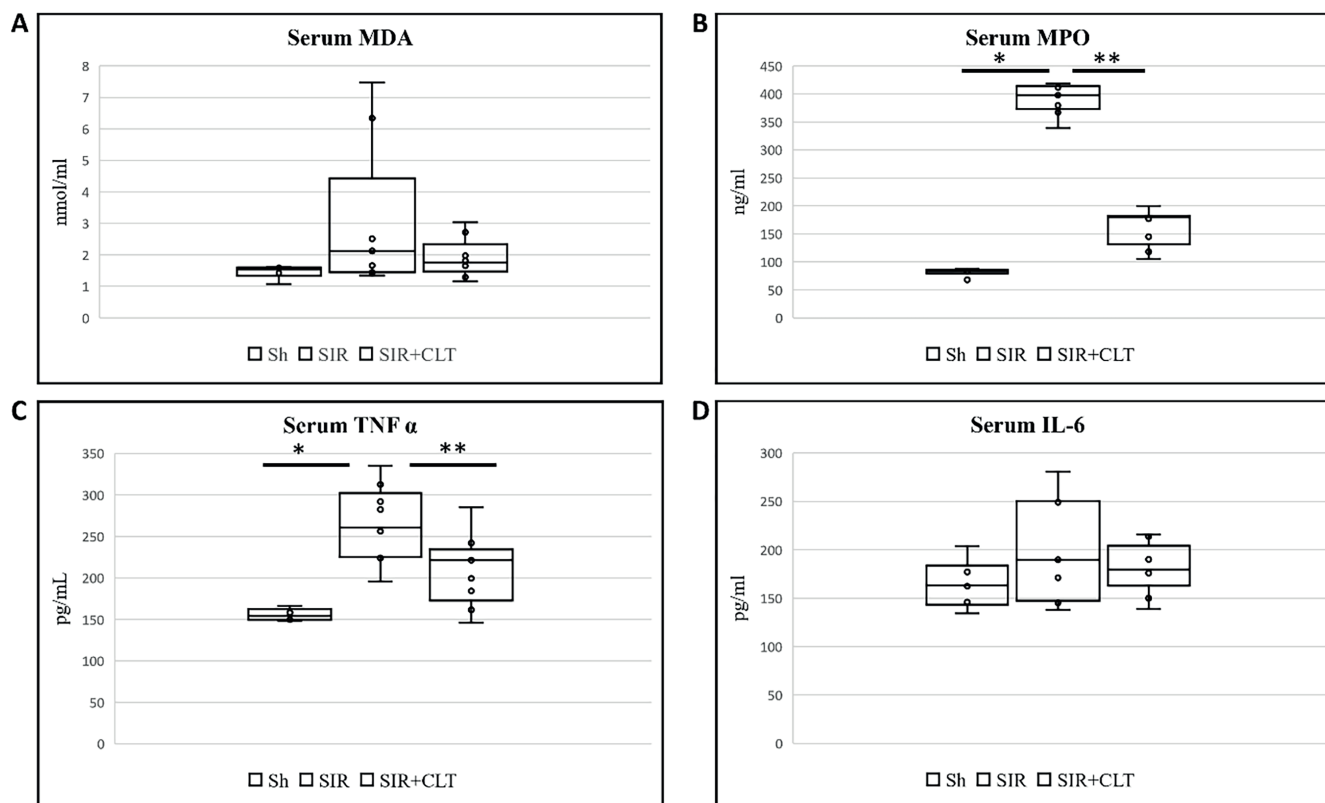 A
Serum MDA
8
7
6
5
4
3
2
1
0
nmol/ml
Sh SIR SIR+CLT
B
Serum MPO
* **
450
400
350
300
250
200
150
100
50
0
ng/ml
Sh SIR SIR+CLT
C
Serum TNF α
* **
350
300
250
200
150
100
50
0
pg/mL
Sh SIR SIR+CLT
D
Serum IL-6
300
250
200
150
100
50
0
pg/ml
Sh SIR SIR+CLT